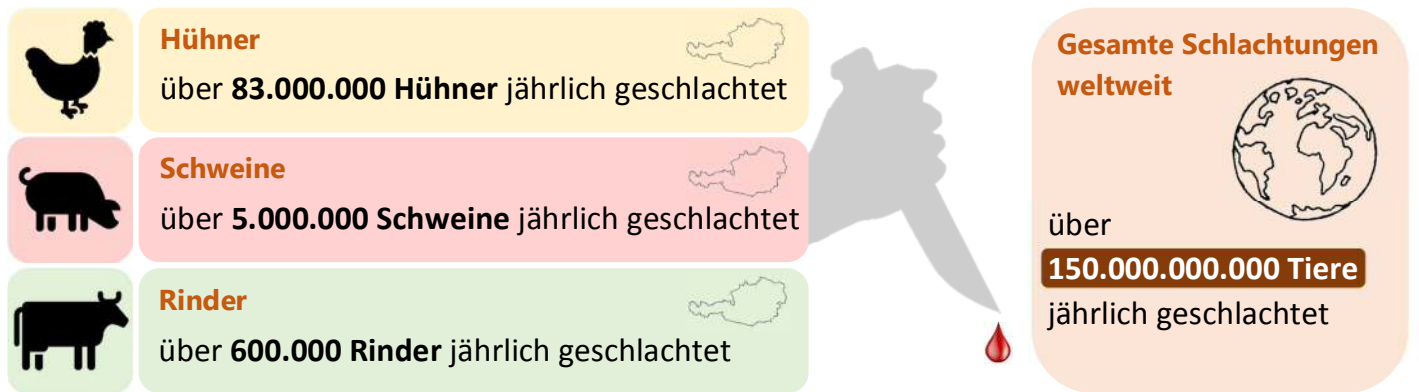 Hühner
über 83.000.000 Hühner jährlich geschlachtet
Schweine
über 5.000.000 Schweine jährlich geschlachtet
Rinder
über 600.000 Rinder jährlich geschlachtet
Gesamte Schlachtungen
weltweit
über
150.000.000.000 Tiere
jährlich geschlachtet